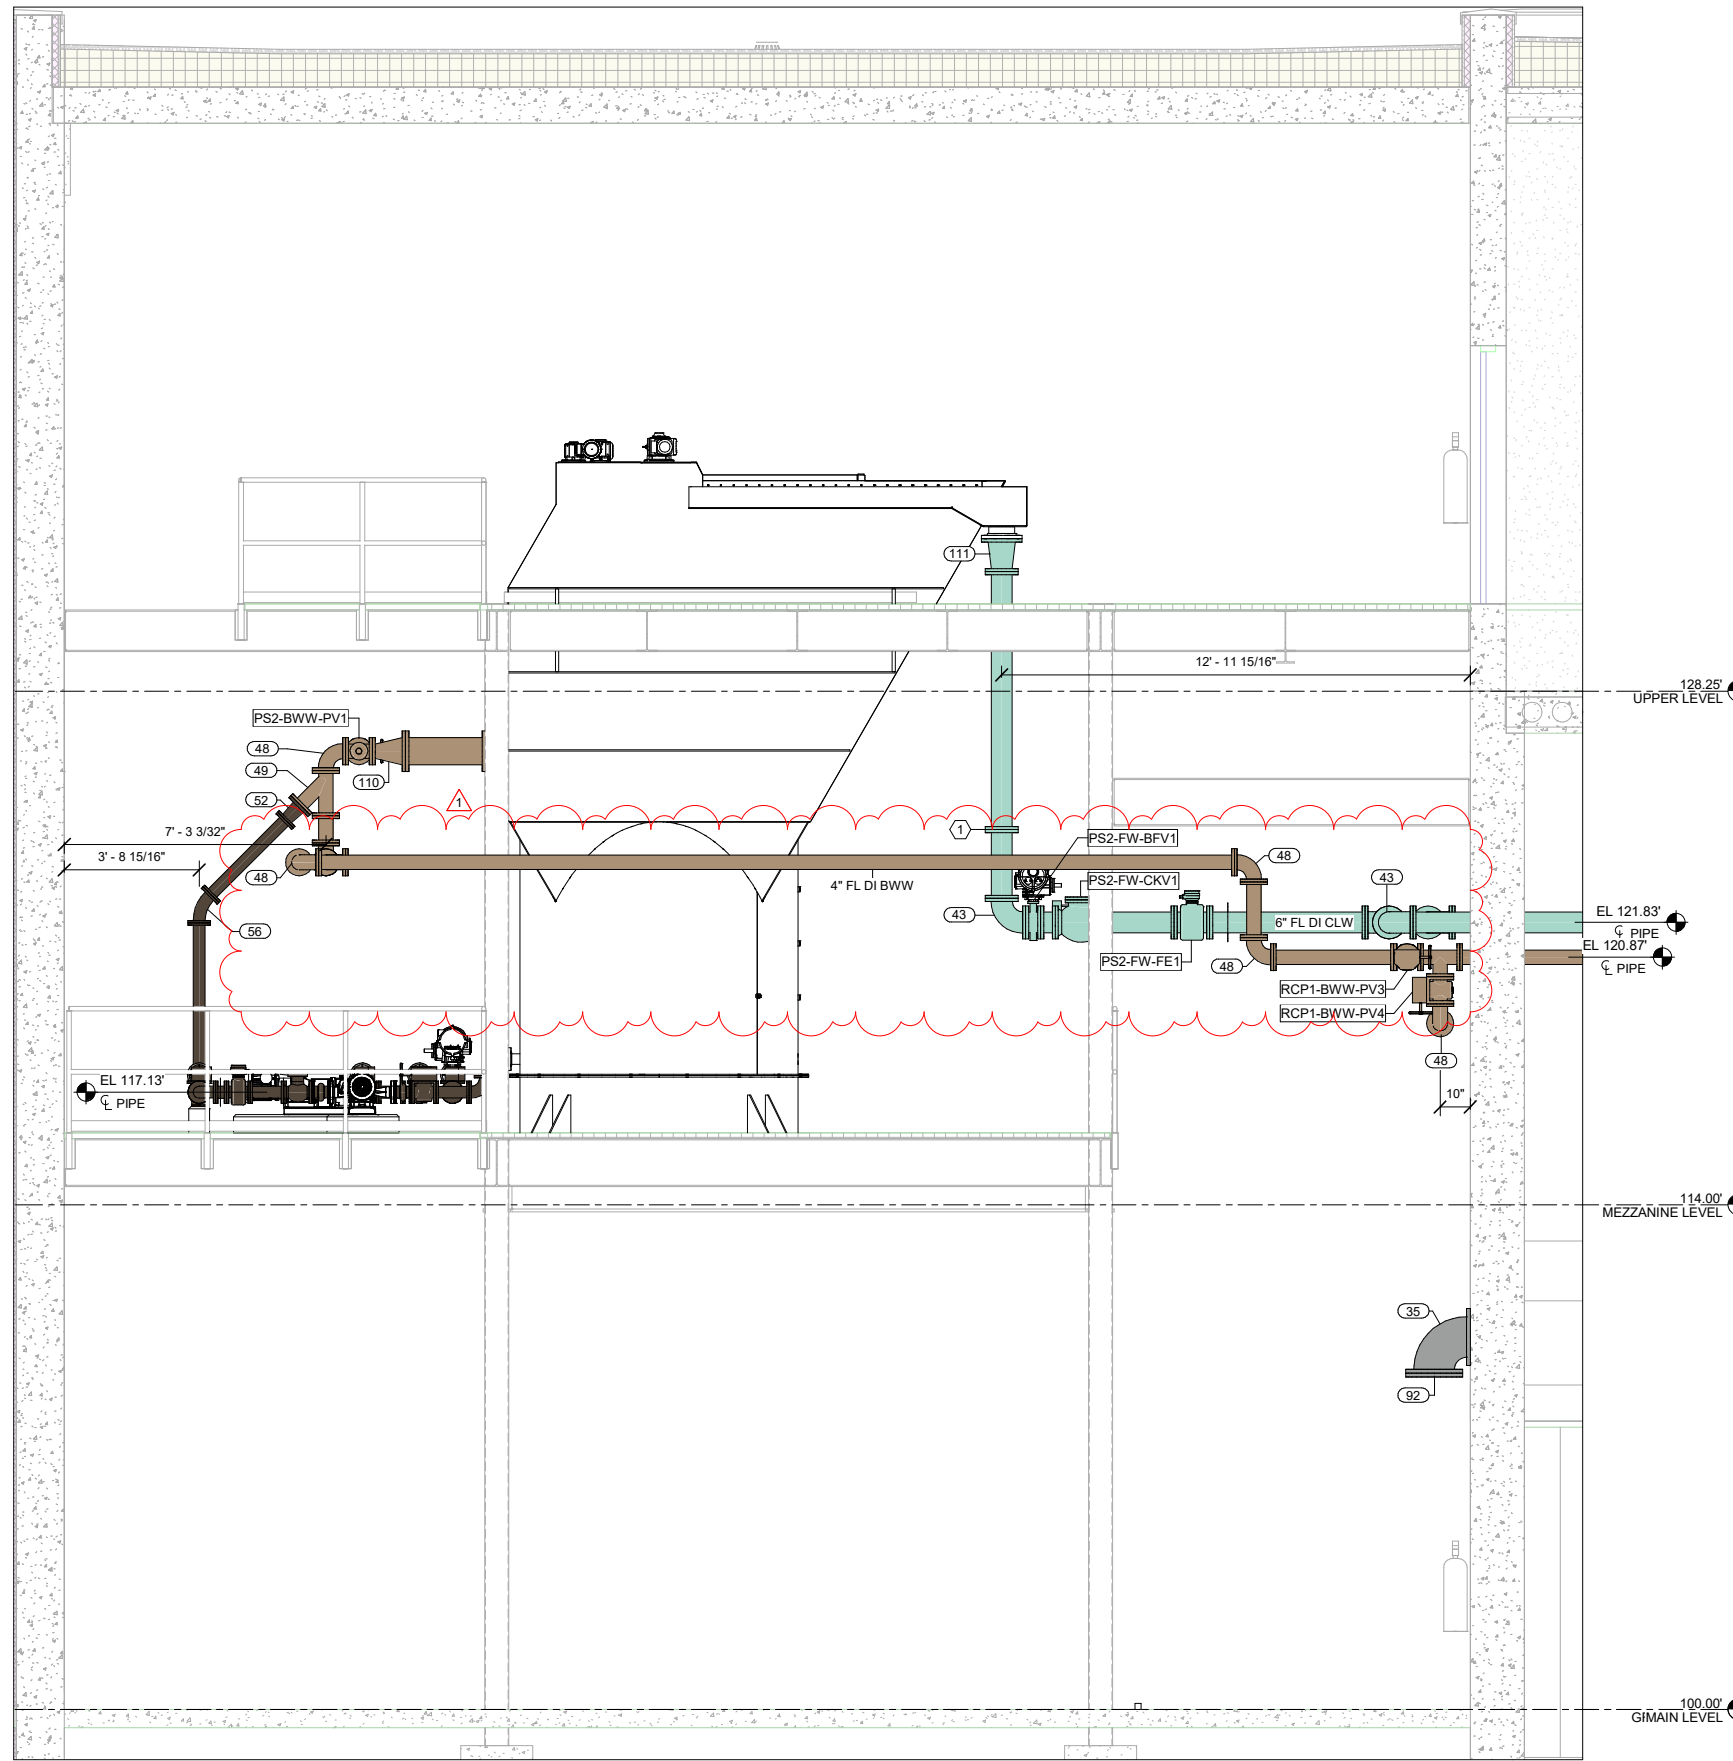 111
12' - 11 15/16"
128.25'
UPPER LEVEL
PS2-BWW-PV1
48
49
110
52
1
7' - 3 3/32"
1
PS2-FW-BFV1
3' - 8 15/16"
48
48
4" FL DI BWW
PS2-FW-CKV1
43
43
6" FL DI CLW
EL 121.83'
℄ PIPE
56
EL 120.87'
℄ PIPE
PS2-FW-FE1
48
RCP1-BWW-PV3
RCP1-BWW-PV4
48
EL 117.13'
℄ PIPE
10"
114.00'
MEZZANINE LEVEL
35
92
100.00'
MAIN LEVEL